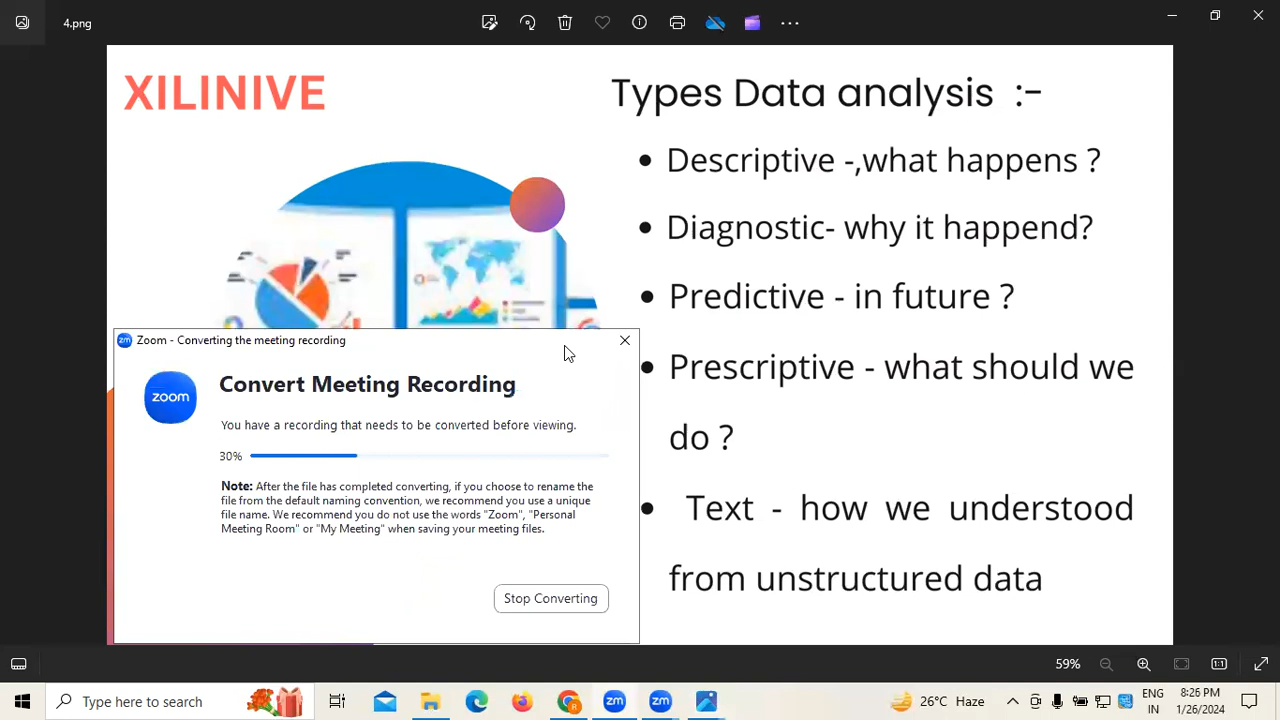 4.png
XILINIVE
Types Data analysis :-
• Descriptive -,what happens ?
• Diagnostic- why it happend?
• Predictive - in future ?
• Prescriptive - what should we
do ?
• Text - how we understood
from unstructured data
zm Zoom - Converting the meeting recording
zoom
Convert Meeting Recording
You have a recording that needs to be converted before viewing.
30%
Note: After the file has completed converting, if you choose to rename the
file from the default naming convention, we recommend you use a unique
file name. We recommend you do not use the words "Zoom", "Personal
Meeting Room" or "My Meeting" when saving your meeting files.
Stop Converting
59%
1:1
Type here to search
zm
zm
26°C Haze
ENG
IN
8:26 PM
1/26/2024